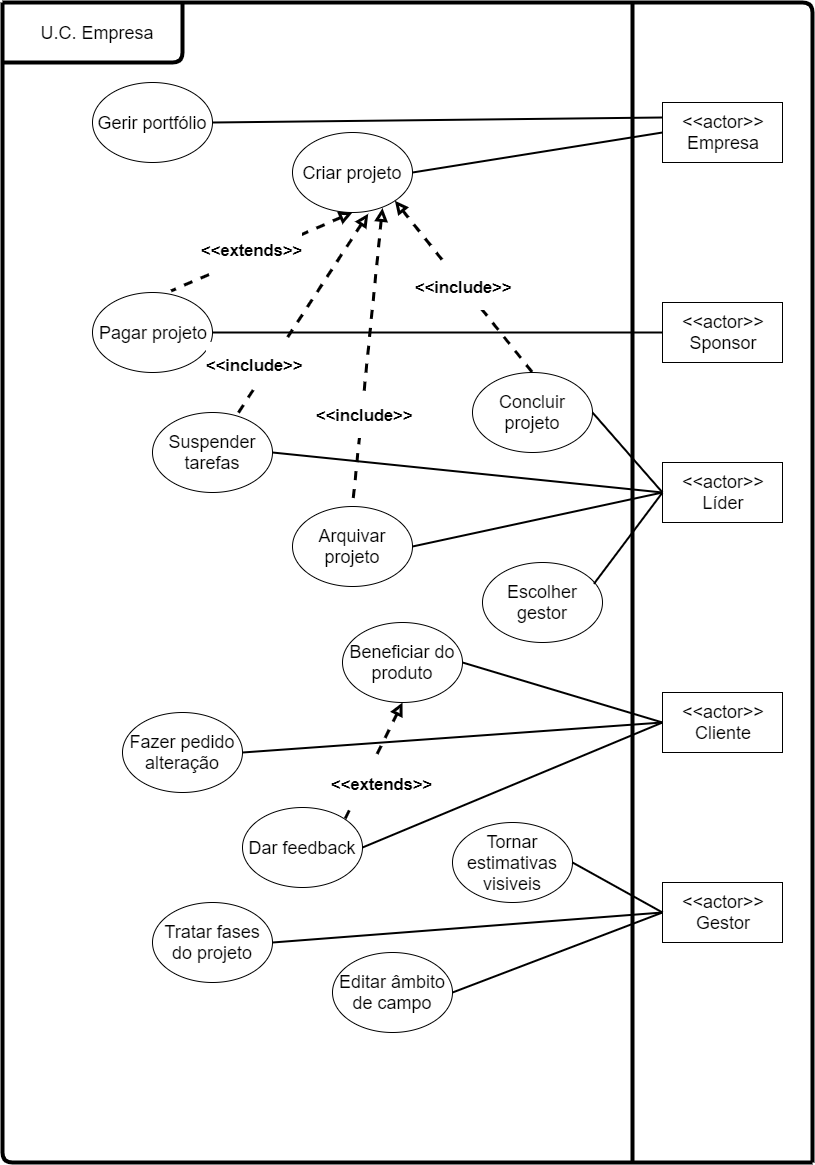 U.C. Empresa
Gerir portfólio
<<actor>>
Empresa
Criar projeto
<<extends>>
<<include>>
Pagar projeto
<<actor>>
Sponsor
<<include>>
<<include>>
Concluir
projeto
Suspender
tarefas
<<actor>>
Líder
Arquivar
projeto
Escolher
gestor
Beneficiar do
produto
<<actor>>
Cliente
Fazer pedido
alteração
<<extends>>
Dar feedback
Tornar
estimativas
visiveis
<<actor>>
Gestor
Tratar fases
do projeto
Editar âmbito
de campo